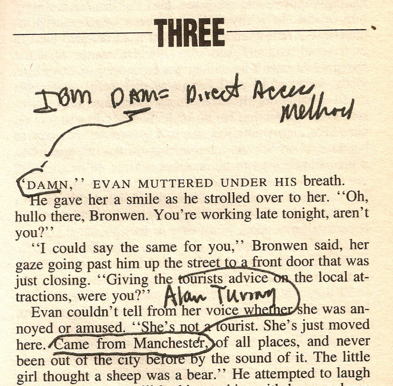 THREE
IBM DAM= Direct Access
Method
"DAMN," EVAN MUTTERED UNDER HIS breath.
He gave her a smile as he strolled over to her. "Oh,
hullo there, Bronwen. You're working late tonight, aren't
you?"
"I could say the same for you," Bronwen said, her
gaze going past him up the street to a front door that was
just closing. "Giving the tourists advice on the local at-
tractions, were you?"
Alan Turing
Evan couldn't tell from her voice whether she was an-
noyed or amused. "She's not a tourist. She's just moved
here. Came from Manchester, of all places, and never
been out of the city before by the sound of it. The little
girl thought a sheep was a bear." He attempted to laugh